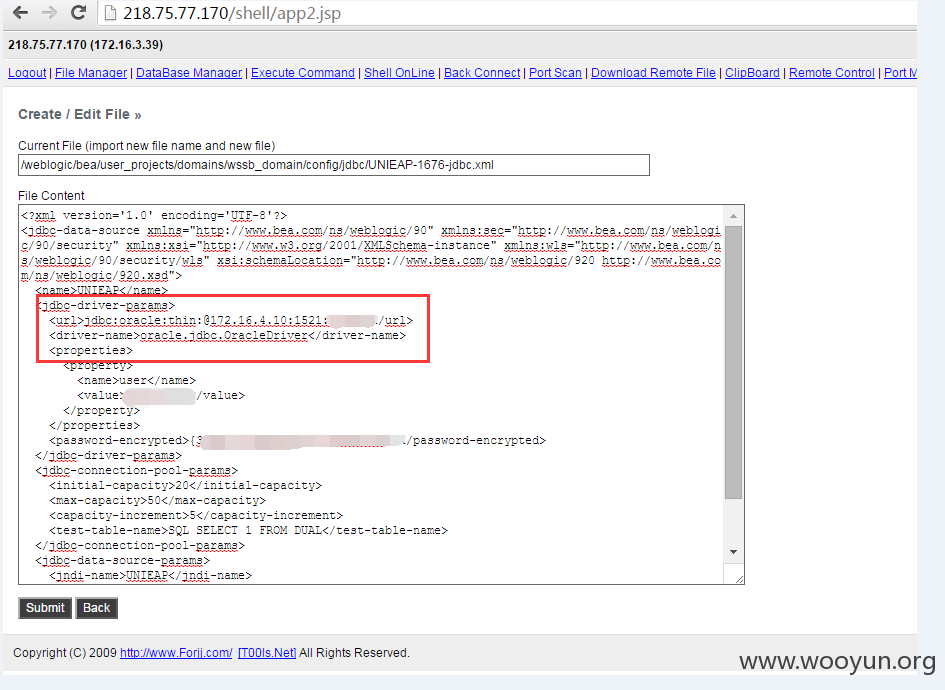 218.75.77.170/shell/app2.jsp
218.75.77.170 (172.16.3.39)
Logout | File Manager | DataBase Manager | Execute Command | Shell OnLine | Back Connect | Port Scan | Download Remote File | ClipBoard | Remote Control | Port M
Create / Edit File »
Current File (import new file name and new file)
/weblogic/bea/user_projects/domains/wssb_domain/config/jdbc/UNIEAP-1676-jdbc.xml
File Content
<?xml version='1.0' encoding='UTF-8'?>
<jdbc-data-source xmlns="http://www.bea.com/ns/weblogic/90" xmlns:sec="http://www.bea.com/ns/weblogi
c/90/security" xmlns:xsi="http://www.w3.org/2001/XMLSchema-instance" xmlns:wls="http://www.bea.com/n
s/weblogic/90/security/wls" xsi:schemaLocation="http://www.bea.com/ns/weblogic/920 http://www.bea.co
m/ns/weblogic/920.xsd">
<name>UNIEAP</name>
<jdbc-driver-params>
<url>jdbc:oracle:thin:@172.16.4.10:1521: /url>
<driver-name>oracle.jdbc.OracleDriver</driver-name>
<properties>
<property>
<name>user</name>
<value> /value>
</property>
</properties>
<password-encrypted>{3 /password-encrypted>
</jdbc-driver-params>
<jdbc-connection-pool-params>
<initial-capacity>20</initial-capacity>
<max-capacity>50</max-capacity>
<capacity-increment>5</capacity-increment>
<test-table-name>SQL SELECT 1 FROM DUAL</test-table-name>
</jdbc-connection-pool-params>
<jdbc-data-source-params>
<jndi-name>UNIEAP</jndi-name>
Submit Back
Copyright (C) 2009 http://www.Forjj.com/ [T00ls.Net] All Rights Reserved.
www.wooyun.org